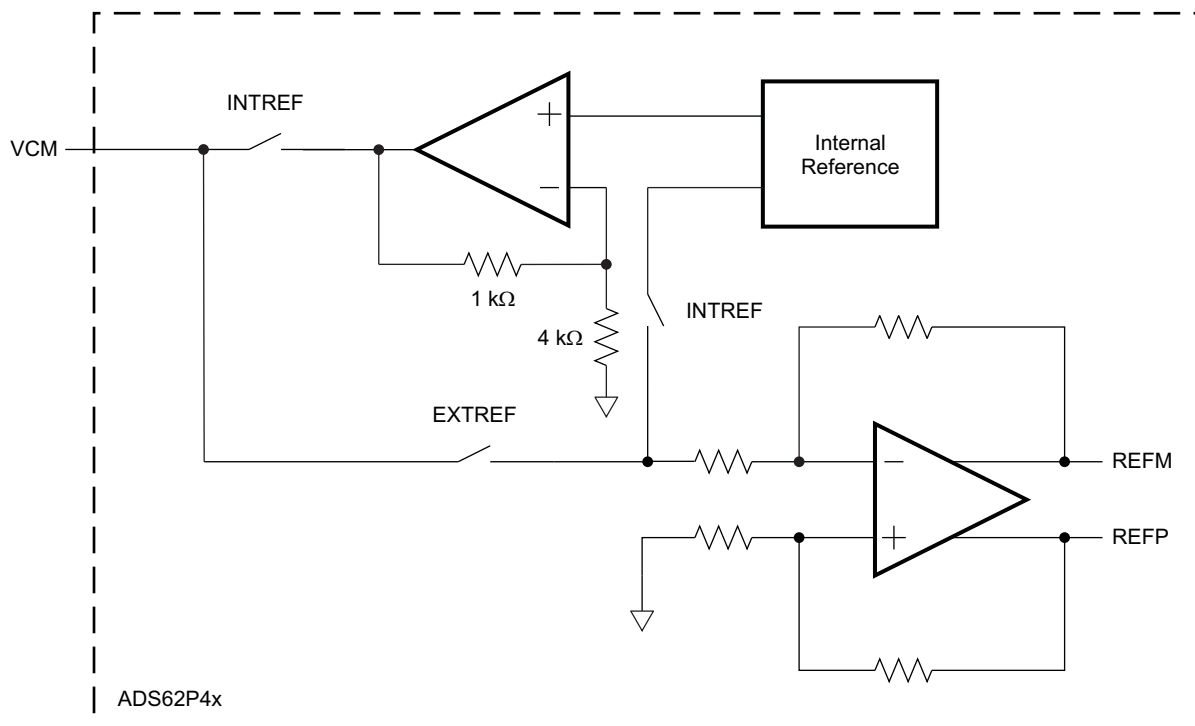 INTREF
VCM
+
−
Internal
Reference
1 kΩ
4 kΩ
INTREF
EXTREF
−
+
REFM
REFP
ADS62P4x